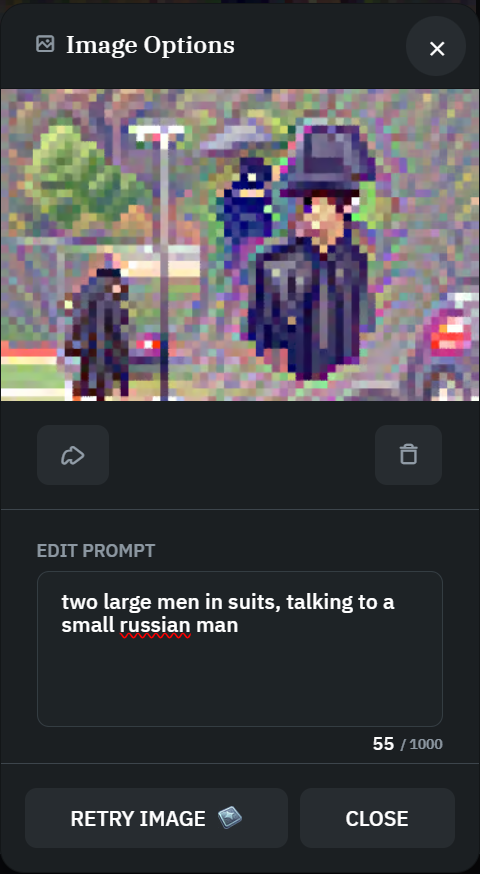 Image Options
EDIT PROMPT
two large men in suits, talking to a
small russian man
55 / 1000
RETRY IMAGE
CLOSE